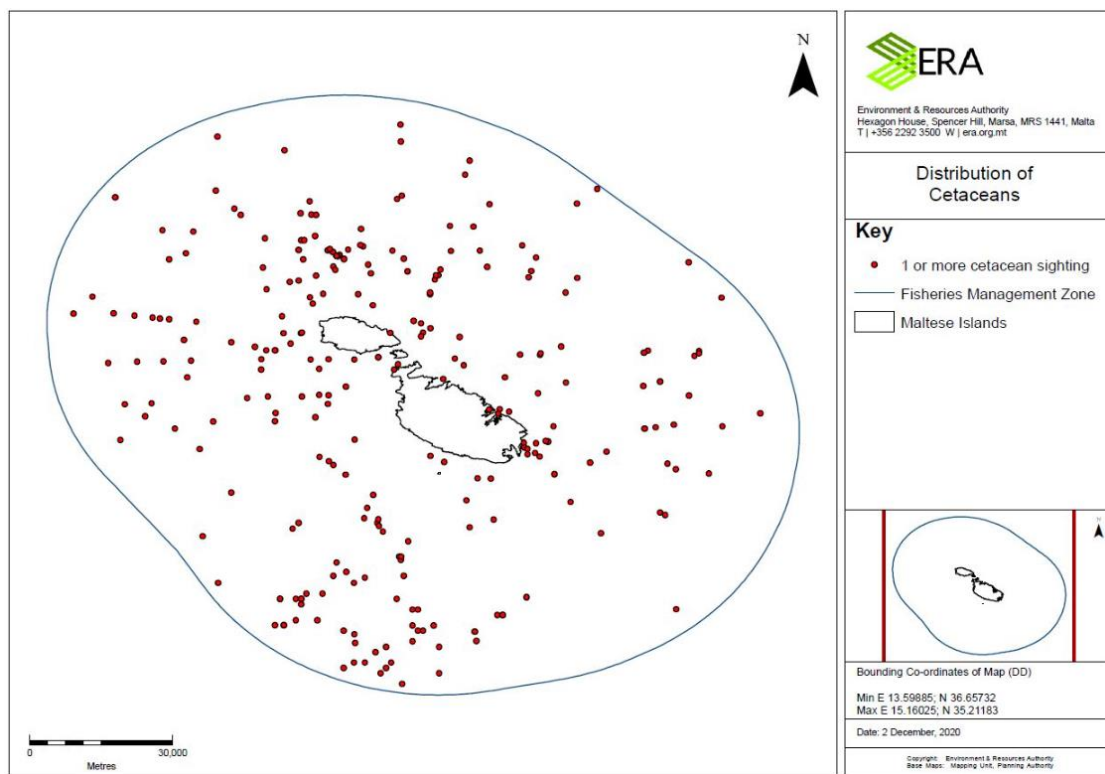 N
0
30,000
Metres
ERA
Environment & Resources Authority
Hexagon House, Spencer Hill, Marsa, MRS 1441, Malta
T | +356 2292 3500 W | era.org.mt
Distribution of
Cetaceans
Key
1 or more cetacean sighting
Fisheries Management Zone
Maltese Islands
N
Bounding Co-ordinates of Map (DD)
Min E 13.59885; N 36.65732
Max E 15.16025; N 35.21183
Date: 2 December, 2020
Copyright: Environment & Resources Authority
Base Maps: Mapping Unit, Planning Authority